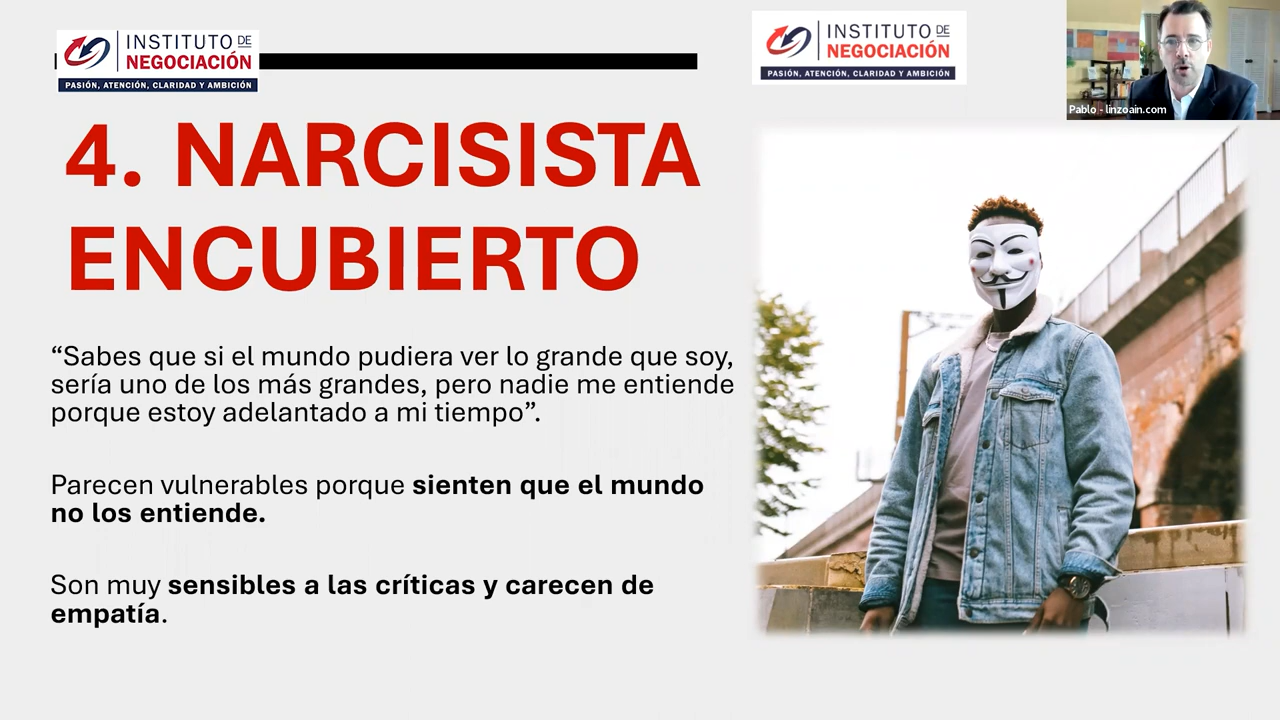 INSTITUTO DE
NEGOCIACIÓN
PASIÓN, ATENCIÓN, CLARIDAD Y AMBICIÓN
INSTITUTO DE
NEGOCIACIÓN
PASIÓN, ATENCIÓN, CLARIDAD Y AMBICIÓN
Pablo - linzoain.com
4. NARCISISTA
ENCUBIERTO
“Sabes que si el mundo pudiera ver lo grande que soy,
sería uno de los más grandes, pero nadie me entiende
porque estoy adelantado a mi tiempo”.
Parecen vulnerables porque sienten que el mundo
no los entiende.
Son muy sensibles a las críticas y carecen de
empatía.